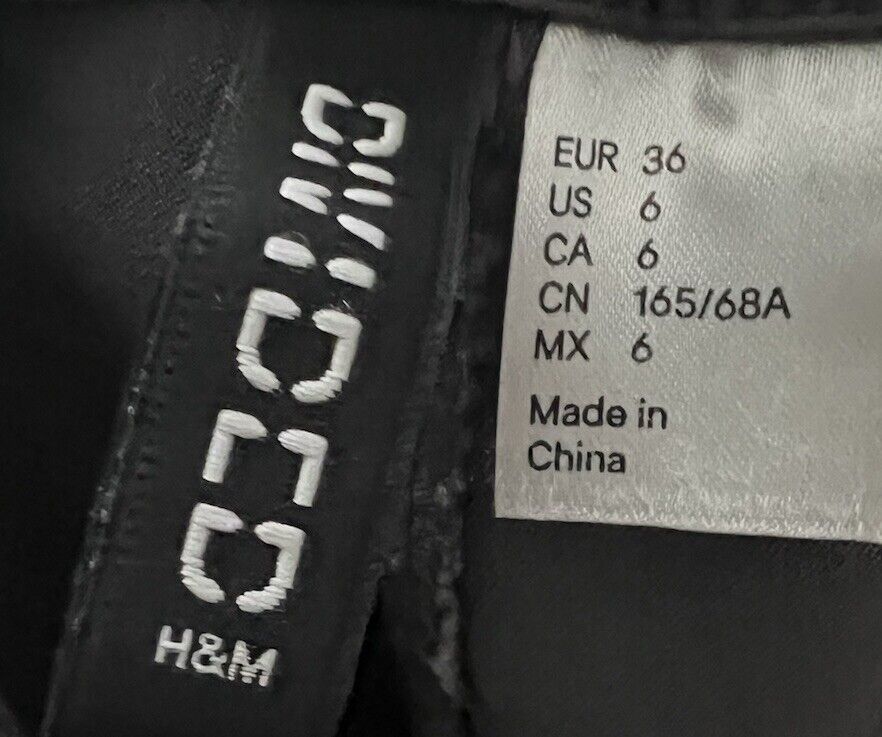 DIVIDED
H&M
EUR 36
US 6
CA 6
CN 165/68A
MX 6
Made in
China